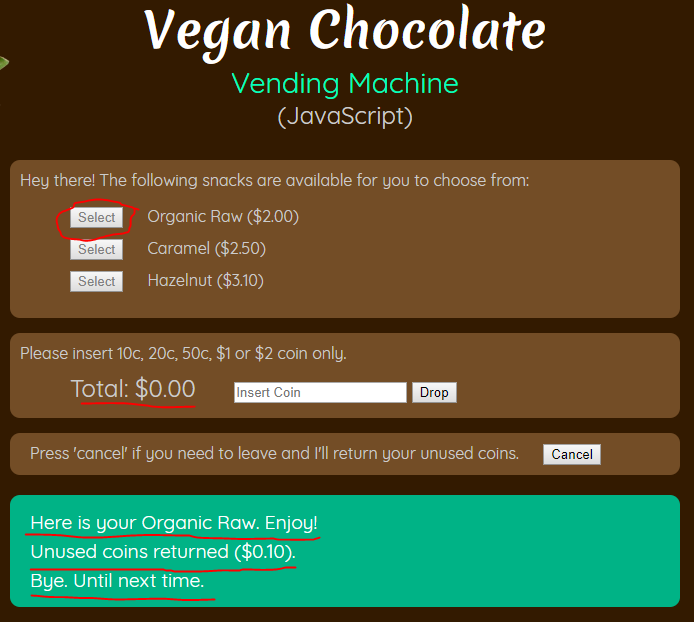 Vegan Chocolate
Vending Machine
(JavaScript)
Hey there! The following snacks are available for you to choose from:
Select Organic Raw ($2.00)
Select Caramel ($2.50)
Select Hazelnut ($3.10)
Please insert 10c, 20c, 50c, $1 or $2 coin only.
Total: $0.00 Insert Coin Drop
Press 'cancel' if you need to leave and I'll return your unused coins. Cancel
Here is your Organic Raw. Enjoy!
Unused coins returned ($0.10).
Bye. Until next time.